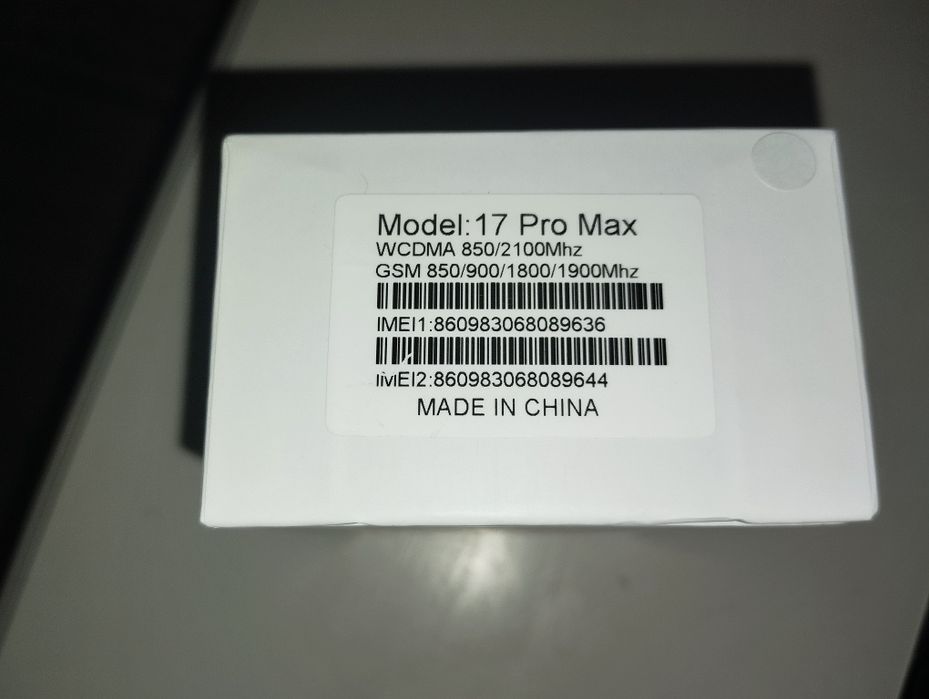 Model:17 Pro Max
WCDMA 850/2100Mhz
GSM 850/900/1800/1900Mhz
IMEI1:860983068089636
IMEI2:860983068089644
MADE IN CHINA